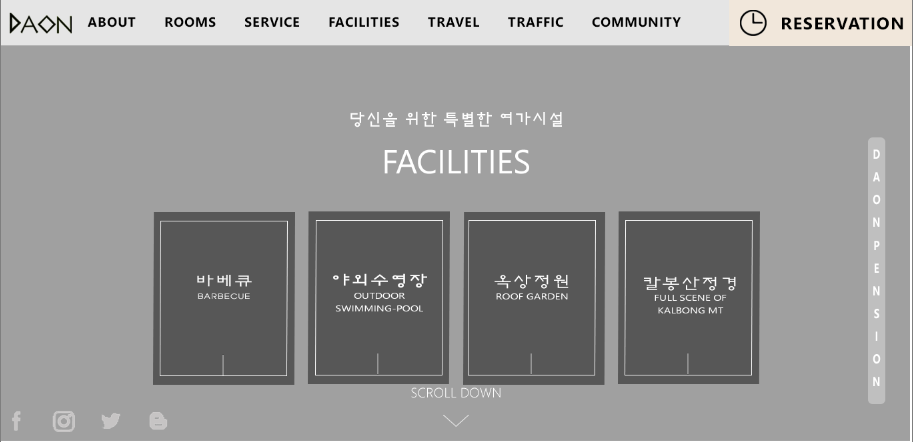 DAON ABOUT ROOMS SERVICE FACILITIES TRAVEL TRAFFIC COMMUNITY RESERVATION
당신을 위한 특별한 여가시설
FACILITIES
바베큐
BARBECUE
야외수영장
OUTDOOR
SWIMMING-POOL
옥상정원
ROOF GARDEN
칼봉산정경
FULL SCENE OF
KALBONG MT
SCROLL DOWN
DAONPENSION